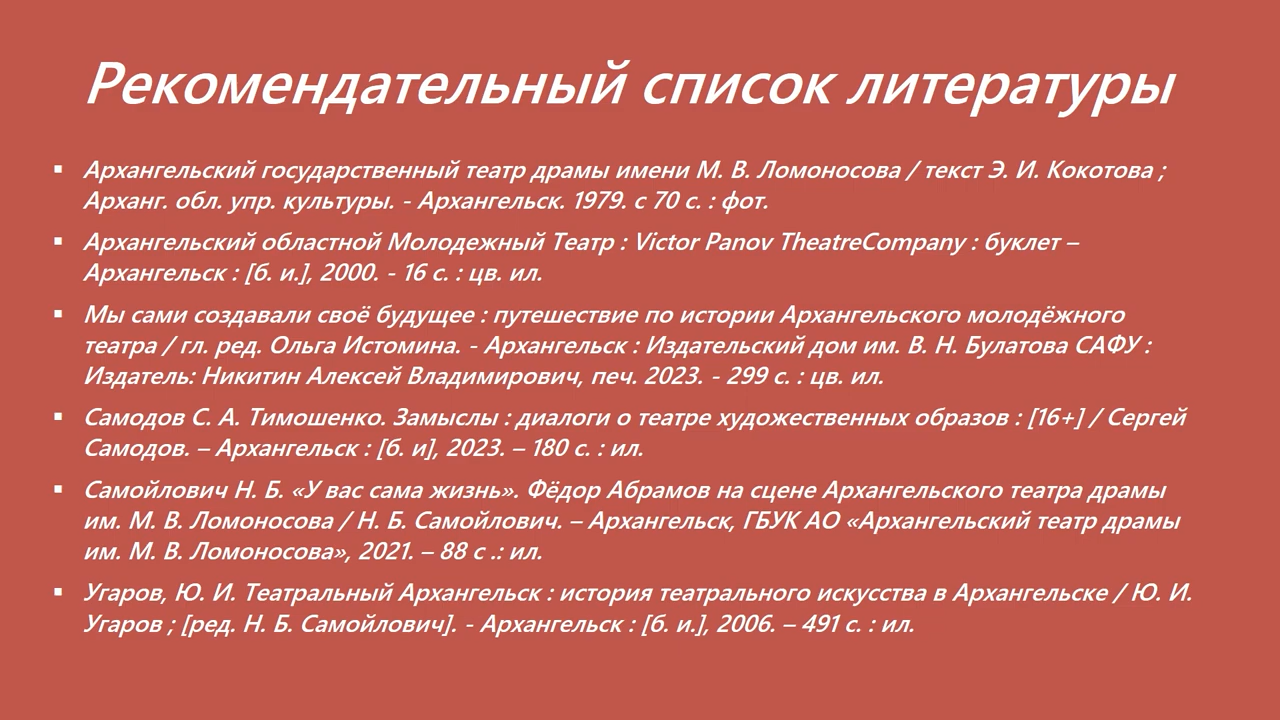 Рекомендательный список литературы
▪ Архангельский государственный театр драмы имени М. В. Ломоносова / текст Э. И. Кокотова ;
Арханг. обл. упр. культуры. - Архангельск. 1979. с 70 с. : фот.
▪ Архангельский областной Молодежный Театр : Victor Panov TheatreCompany : буклет –
Архангельск : [б. и.], 2000. - 16 с. : цв. ил.
▪ Мы сами создавали своё будущее : путешествие по истории Архангельского молодёжного
театра / гл. ред. Ольга Истомина. - Архангельск : Издательский дом им. В. Н. Булатова САФУ :
Издатель: Никитин Алексей Владимирович, печ. 2023. - 299 с. : цв. ил.
▪ Самодов С. А. Тимошенко. Замыслы : диалоги о театре художественных образов : [16+] / Сергей
Самодов. – Архангельск : [б. и], 2023. – 180 с. : ил.
▪ Самойлович Н. Б. «У вас сама жизнь». Фёдор Абрамов на сцене Архангельского театра драмы
им. М. В. Ломоносова / Н. Б. Самойлович. – Архангельск, ГБУК АО «Архангельский театр драмы
им. М. В. Ломоносова», 2021. – 88 с .: ил.
▪ Угаров, Ю. И. Театральный Архангельск : история театрального искусства в Архангельске / Ю. И.
Угаров ; [ред. Н. Б. Самойлович]. - Архангельск : [б. и.], 2006. – 491 с. : ил.